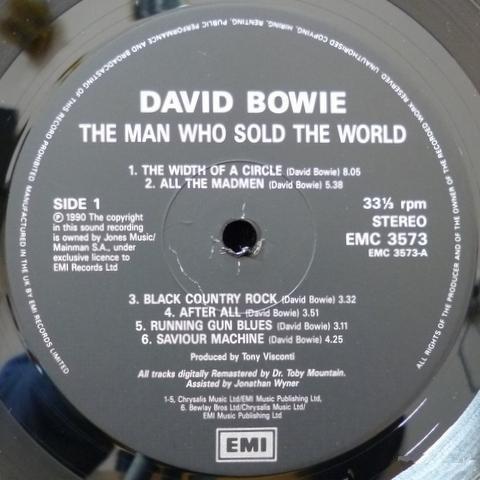 UNAUTHORISED COPYING, HIRING, RENTING, PUBLIC PERFORMANCE AND BROADCASTING OF THIS RECORD PROHIBITED MANUFACTURED IN THE UK BY EMI RECORDS LIMITED
ALL RIGHTS OF THE PRODUCER AND OF THE OWNER OF THE RECORDED WORK RESERVED
DAVID BOWIE
THE MAN WHO SOLD THE WORLD
1. THE WIDTH OF A CIRCLE (David Bowie) 8.05
2. ALL THE MADMEN (David Bowie) 5.38
SIDE 1
℗ 1990 The copyright
in this sound recording
is owned by Jones Music/
Mainman S.A., under
exclusive licence to
EMI Records Ltd
33⅓ rpm
STEREO
EMC 3573
EMC 3573-A
3. BLACK COUNTRY ROCK (David Bowie) 3.32
4. AFTER ALL (David Bowie) 3.51
5. RUNNING GUN BLUES (David Bowie) 3.11
6. SAVIOUR MACHINE (David Bowie) 4.25
Produced by Tony Visconti
All tracks digitally Remastered by Dr. Toby Mountain.
Assisted by Jonathan Wyner
1-5, Chrysalis Music Ltd/EMI Music Publishing Ltd,
6. Bewlay Bros Ltd/Chrysalis Music Ltd/
EMI Music Publishing Ltd
EMI